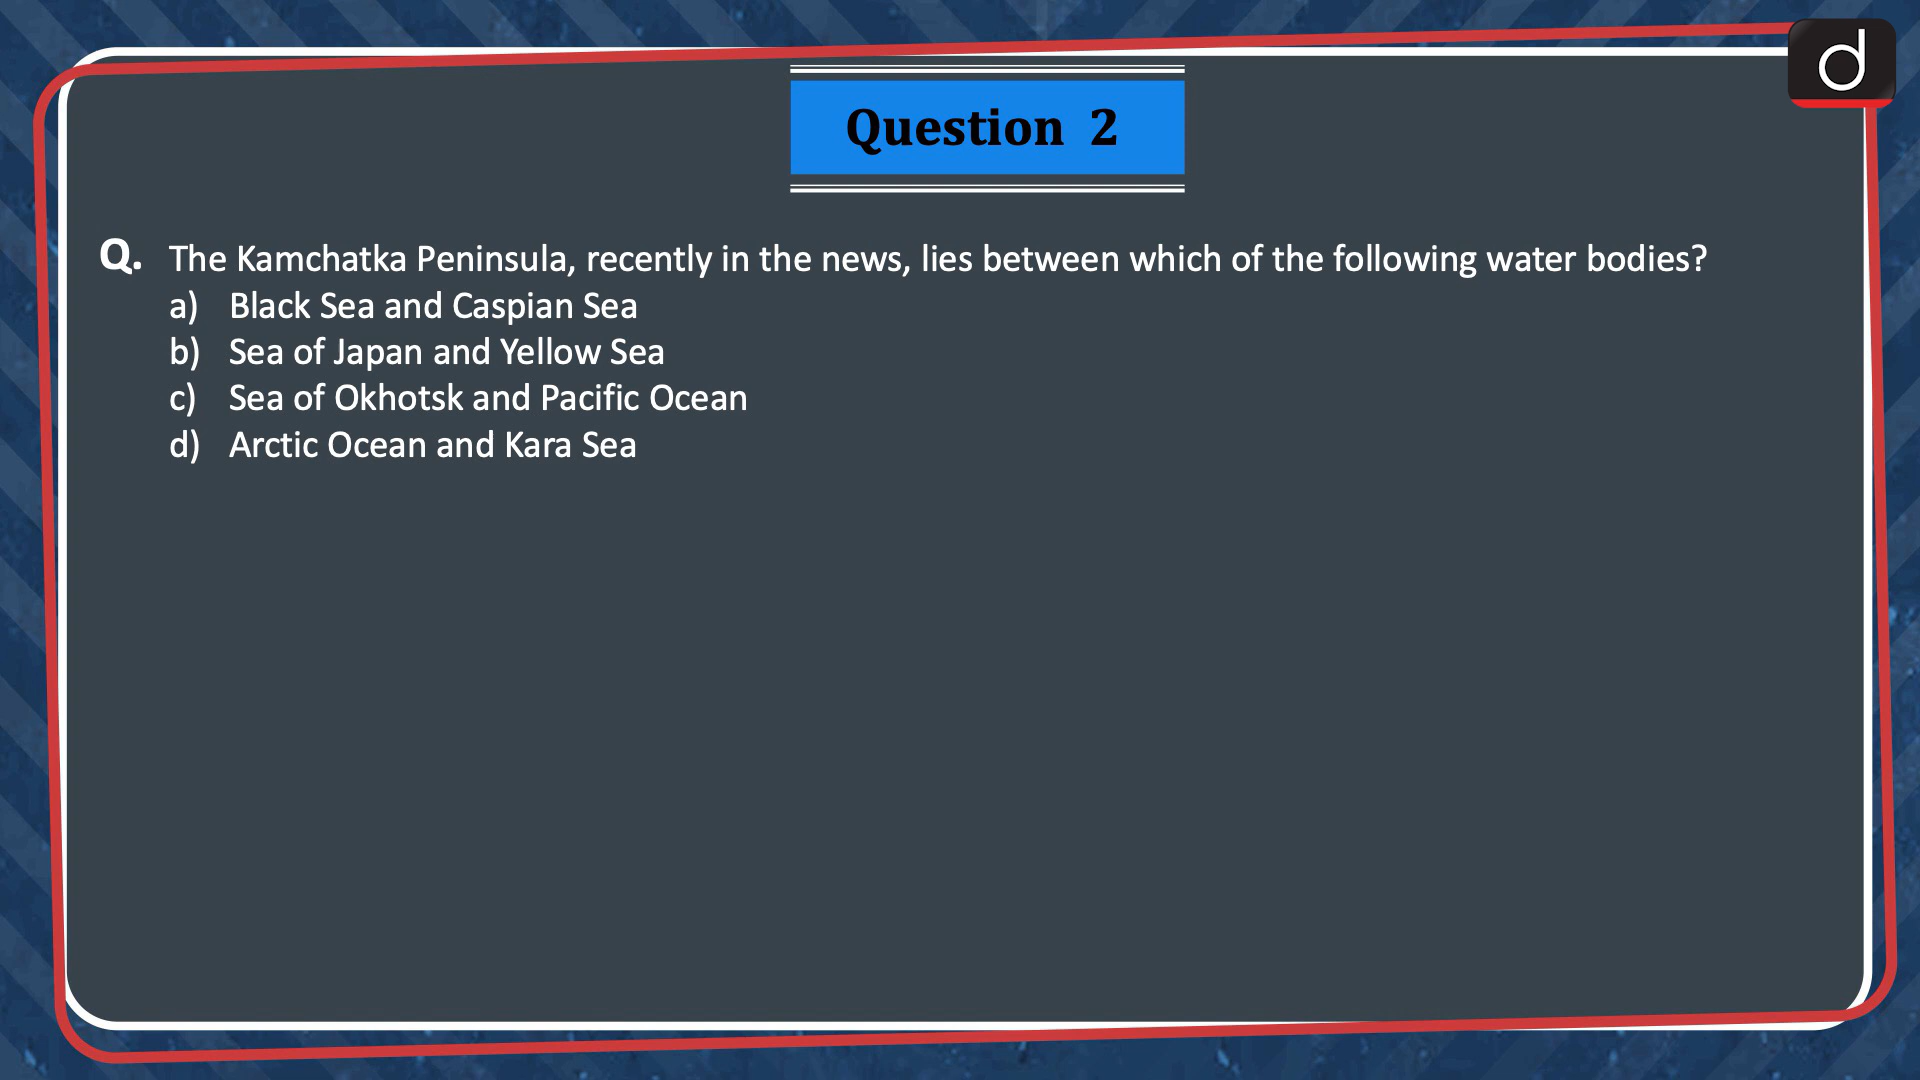 Question 2
Q. The Kamchatka Peninsula, recently in the news, lies between which of the following water bodies?
a) Black Sea and Caspian Sea
b) Sea of Japan and Yellow Sea
c) Sea of Okhotsk and Pacific Ocean
d) Arctic Ocean and Kara Sea
d